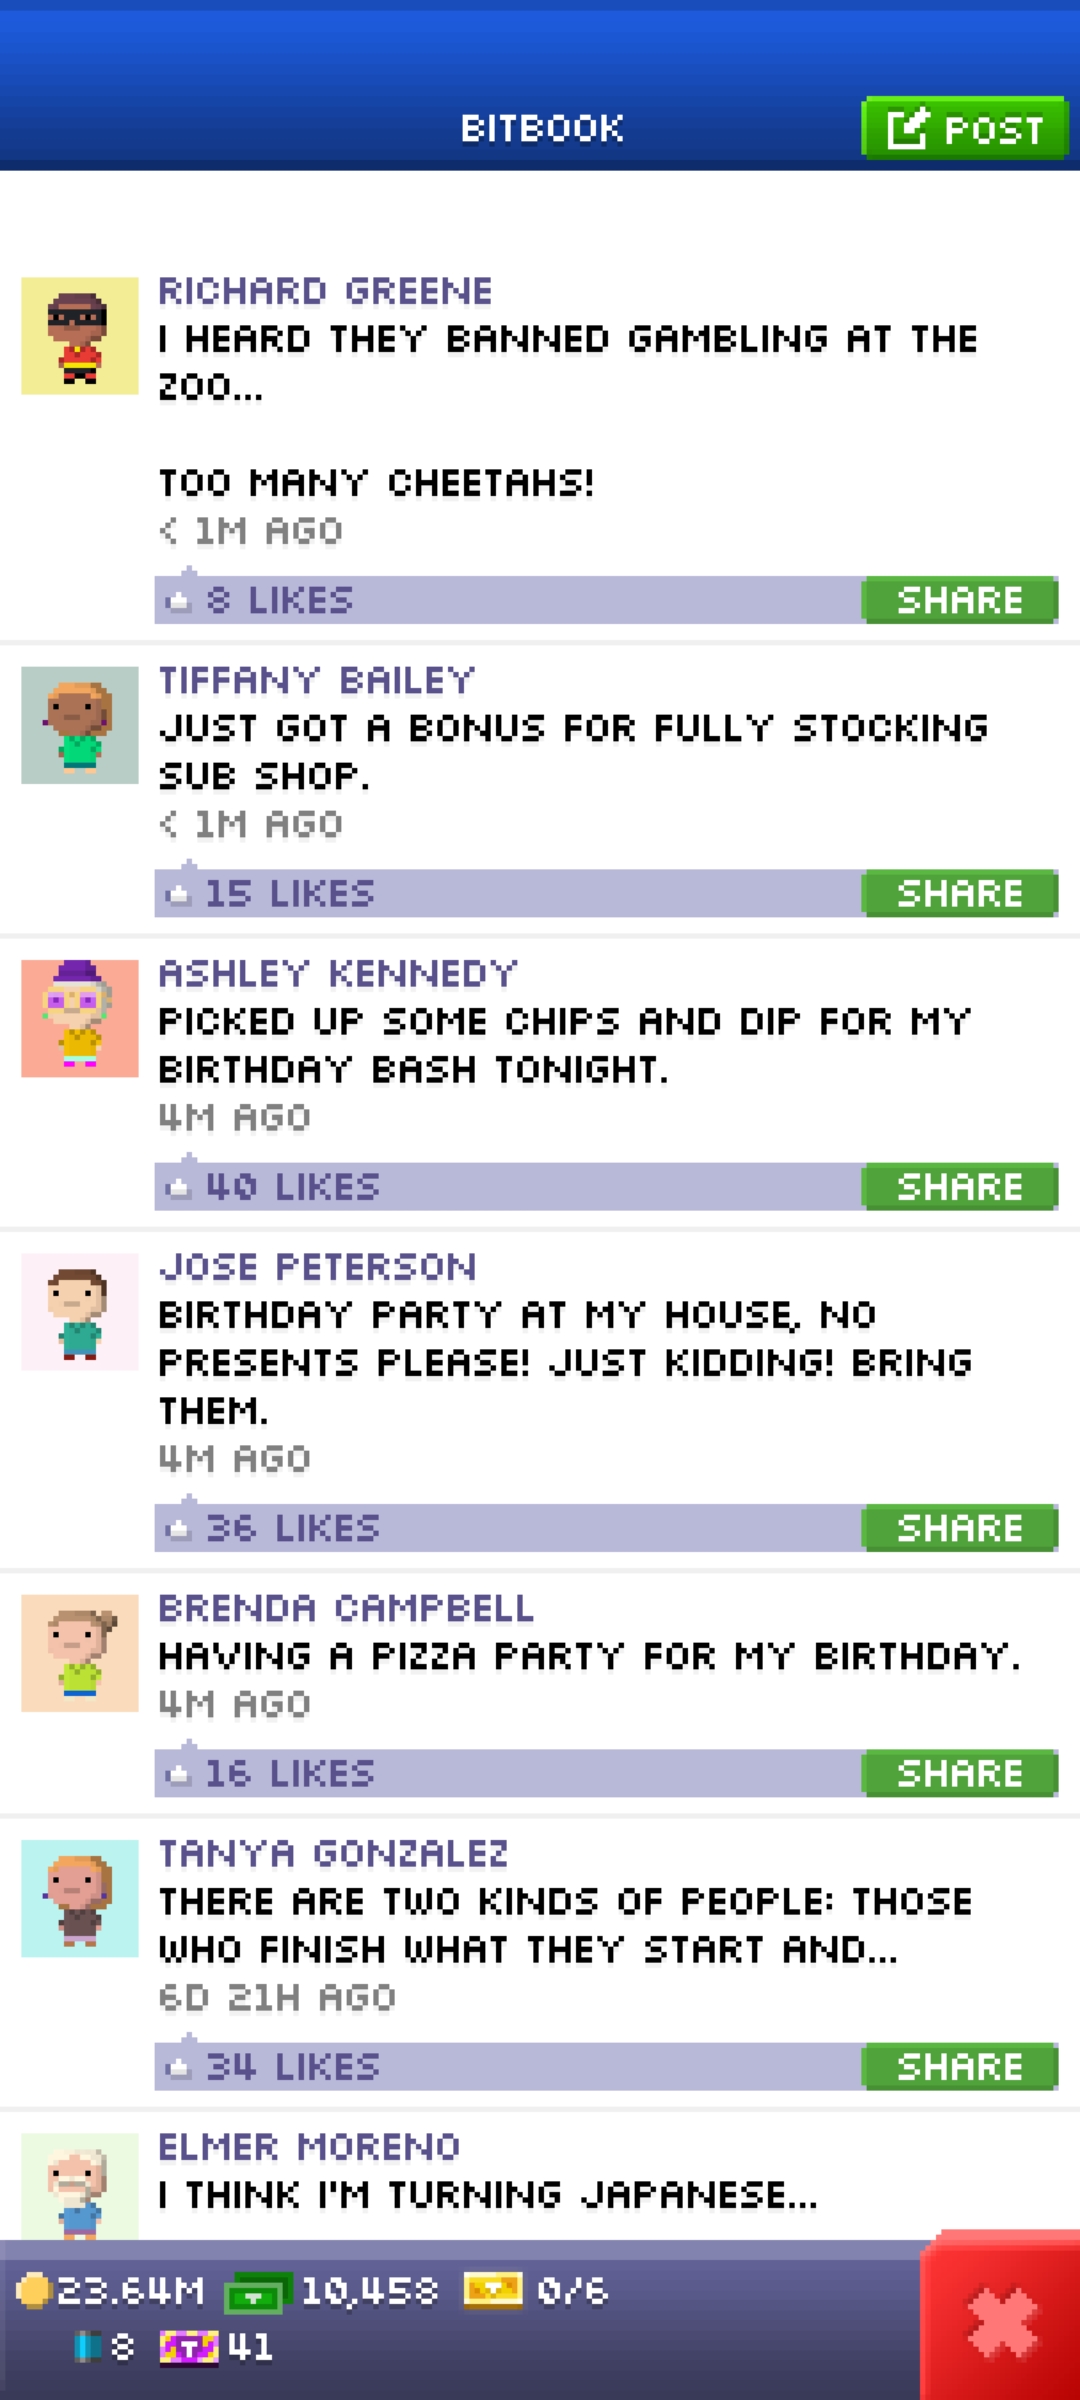 BITBOOK
POST
RICHARD GREENE
I HEARD THEY BANNED GAMBLING AT THE
ZOO...
TOO MANY CHEETAHS!
< 1M AGO
8 LIKES
SHARE
TIFFANY BAILEY
JUST GOT A BONUS FOR FULLY STOCKING
SUB SHOP.
< 1M AGO
15 LIKES
SHARE
ASHLEY KENNEDY
PICKED UP SOME CHIPS AND DIP FOR MY
BIRTHDAY BASH TONIGHT.
4M AGO
40 LIKES
SHARE
JOSE PETERSON
BIRTHDAY PARTY AT MY HOUSE, NO
PRESENTS PLEASE! JUST KIDDING! BRING
THEM.
4M AGO
36 LIKES
SHARE
BRENDA CAMPBELL
HAVING A PIZZA PARTY FOR MY BIRTHDAY.
4M AGO
16 LIKES
SHARE
TANYA GONZALEZ
THERE ARE TWO KINDS OF PEOPLE: THOSE
WHO FINISH WHAT THEY START AND...
6D 21H AGO
34 LIKES
SHARE
ELMER MORENO
I THINK I'M TURNING JAPANESE...
23.64M 10,458 0/6
8 T 41